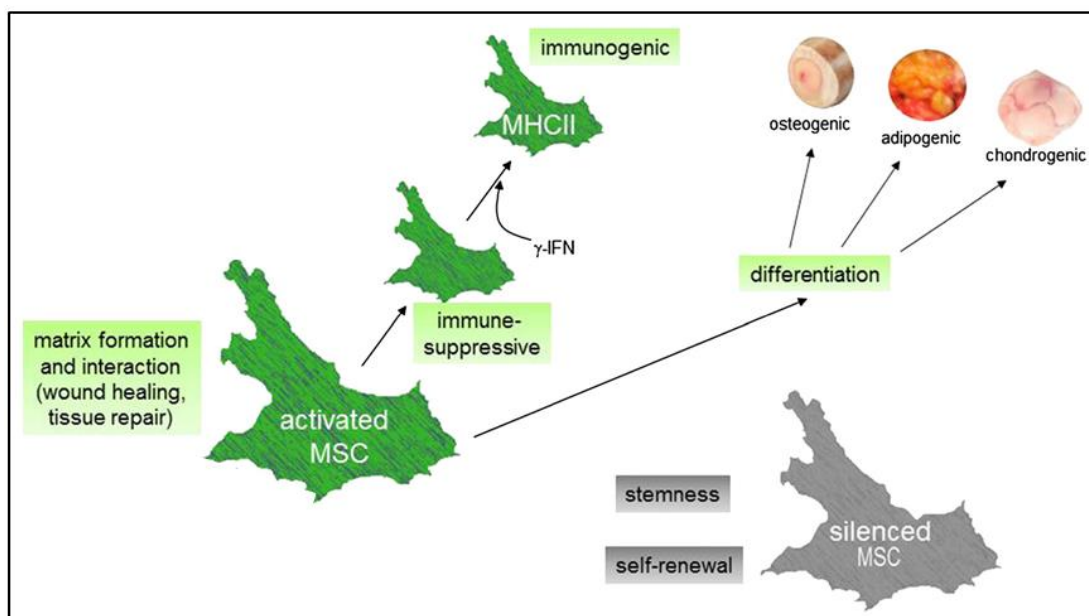 immunogenic
MHCII
osteogenic
adipogenic
chondrogenic
γ-IFN
differentiation
immune-
suppressive
matrix formation
and interaction
(wound healing,
tissue repair)
activated
MSC
stemness
self-renewal
silenced
MSC